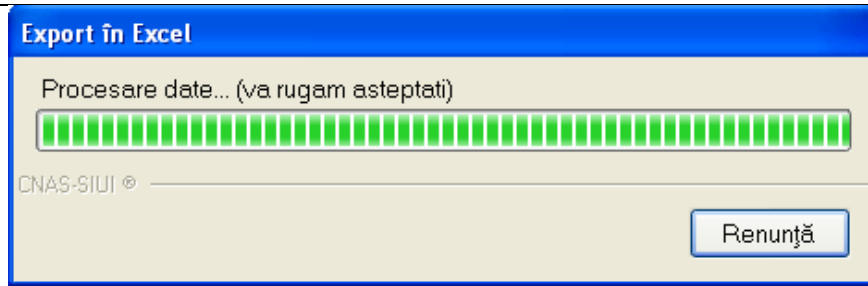 Export în Excel
Procesare date... (va rugam asteptati)
CNAS-SIUI ®
Renunţă